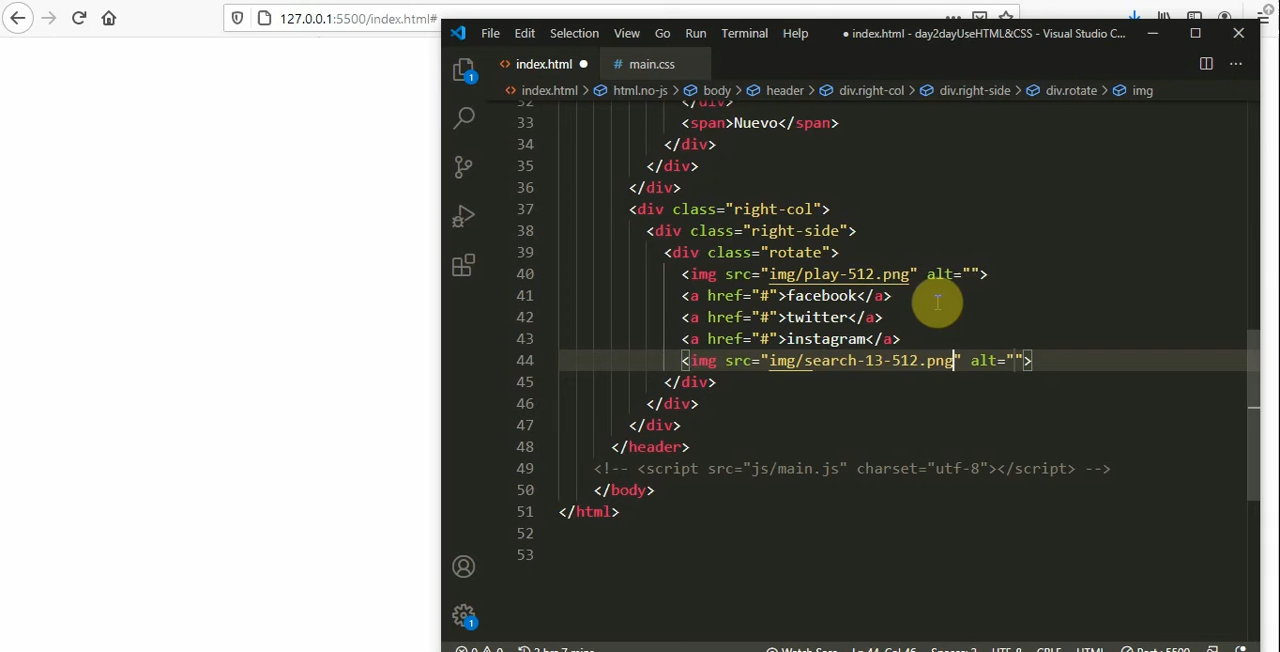 127.0.0.1:5500/index.html#
File Edit Selection View Go Run Terminal Help
● index.html - day2dayUseHTML&CSS - Visual Studio C...
index.html ●
# main.css
index.html > html.no-js > body > header > div.right-col > div.right-side > div.rotate > img
32 </div>
33 <span>Nuevo</span>
34 </div>
35 </div>
36 </div>
37 <div class="right-col">
38 <div class="right-side">
39 <div class="rotate">
40 <img src="img/play-512.png" alt="">
41 <a href="#">facebook</a>
42 <a href="#">twitter</a>
43 <a href="#">instagram</a>
44 <img src="img/search-13-512.png" alt="">
45 </div>
46 </div>
47 </div>
48 </header>
49 <!-- <script src="js/main.js" charset="utf-8"></script> -->
50 </body>
51 </html>
52
53
1
1